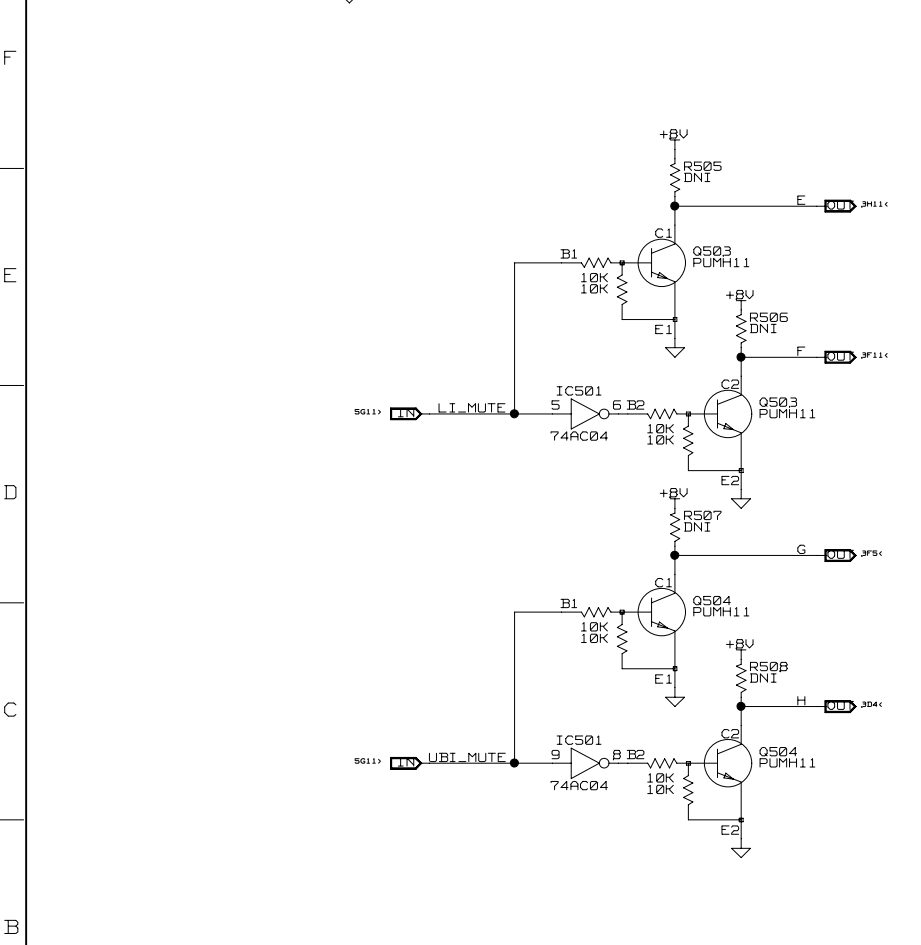 F
+8V
R505
DNI
E
OUT
3H11<
C1
Q503
PUMH11
B1
10K
10K
E
E1
+8V
R506
DNI
F
OUT
3F11<
C2
Q503
PUMH11
IC501
5G11>
IN
LI_MUTE
5
6
B2
74AC04
10K
10K
E2
D
+8V
R507
DNI
G
OUT
3F5<
C1
Q504
PUMH11
B1
10K
10K
E1
+8V
R508
DNI
C
H
OUT
3D4<
C2
Q504
PUMH11
IC501
5G11>
IN
UBI_MUTE
9
8
B2
74AC04
10K
10K
E2
B